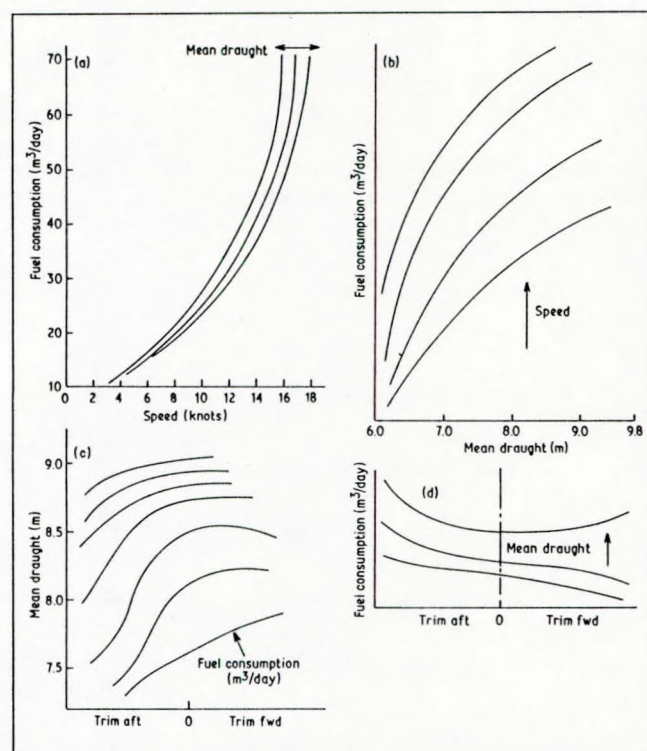 (a)
Mean draught
Fuel consumption (m³/day)
70
60
50
40
30
20
10
0
2
4
6
8
10
12
14
16
18
Speed (knots)
(b)
Fuel consumption (m³/day)
Speed
6.0
7.0
8.0
9.0
9.8
Mean draught (m)
(c)
Mean draught (m)
9.0
8.5
8.0
7.5
Fuel consumption
(m³/day)
Trim aft
0
Trim fwd
(d)
Fuel consumption (m³/day)
Mean draught
Trim aft
0
Trim fwd